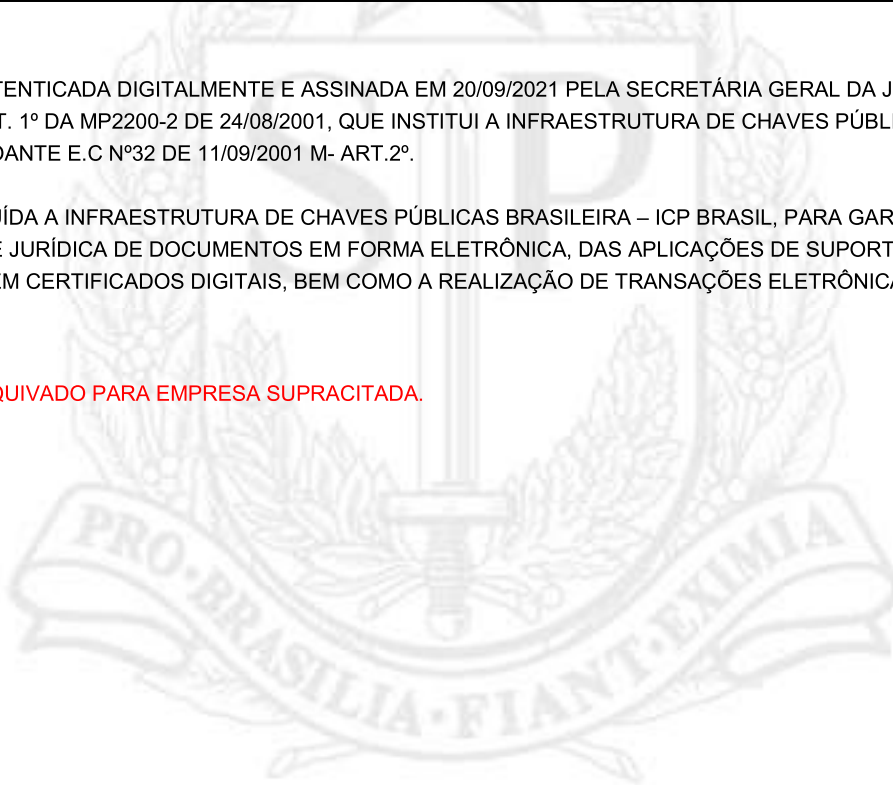 TENTICADA DIGITALMENTE E ASSINADA EM 20/09/2021 PELA SECRETÁRIA GERAL DA J
T. 1º DA MP2200-2 DE 24/08/2001, QUE INSTITUI A INFRAESTRUTURA DE CHAVES PÚBL
DANTE E.C Nº32 DE 11/09/2001 M- ART.2º.
ÍDA A INFRAESTRUTURA DE CHAVES PÚBLICAS BRASILEIRA – ICP BRASIL, PARA GAR
E JURÍDICA DE DOCUMENTOS EM FORMA ELETRÔNICA, DAS APLICAÇÕES DE SUPORT
EM CERTIFICADOS DIGITAIS, BEM COMO A REALIZAÇÃO DE TRANSAÇÕES ELETRÔNICA
QUIVADO PARA EMPRESA SUPRACITADA.
SP
PRO·BRASILIA·FIANT·EXIMIA